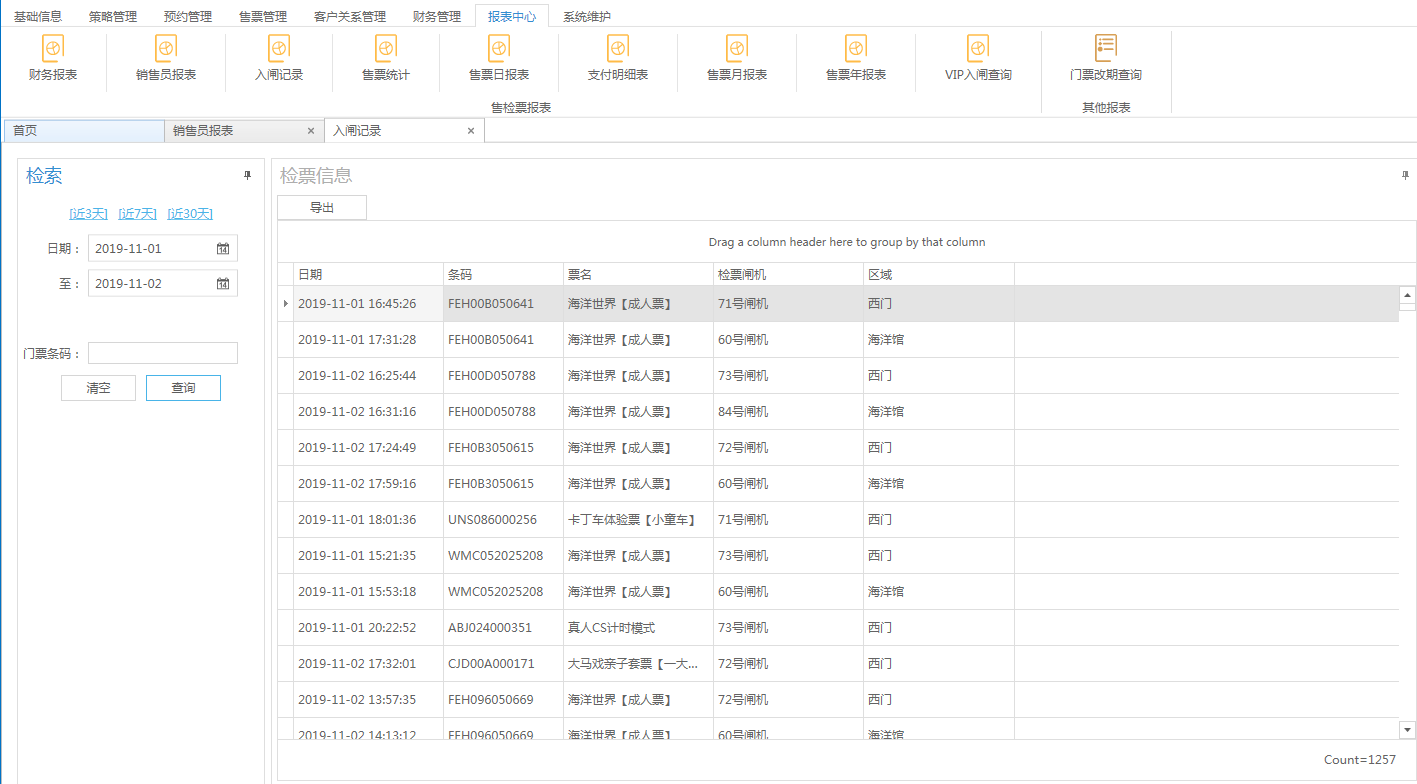 基础信息 策略管理 预约管理 售票管理 客户关系管理 财务管理 报表中心 系统维护
财务报表 销售员报表 入闸记录 售票统计 售票日报表 支付明细表 售票月报表 售票年报表 VIP入闸查询 门票改期查询
售检票报表 其他报表
首页 销售员报表 × 入闸记录 ×
检索
[近3天] [近7天] [近30天]
日期： 2019-11-01 14
至： 2019-11-02 14
门票条码：
清空 查询
检票信息
导出
Drag a column header here to group by that column
日期 条码 票名 检票闸机 区域
2019-11-01 16:45:26 FEH00B050641 海洋世界【成人票】 71号闸机 西门
2019-11-01 17:31:28 FEH00B050641 海洋世界【成人票】 60号闸机 海洋馆
2019-11-02 16:25:44 FEH00D050788 海洋世界【成人票】 73号闸机 西门
2019-11-02 16:31:16 FEH00D050788 海洋世界【成人票】 84号闸机 海洋馆
2019-11-02 17:24:49 FEH0B3050615 海洋世界【成人票】 72号闸机 西门
2019-11-02 17:59:16 FEH0B3050615 海洋世界【成人票】 60号闸机 海洋馆
2019-11-01 18:01:36 UNS086000256 卡丁车体验票【小童车】 71号闸机 西门
2019-11-01 15:21:35 WMC052025208 海洋世界【成人票】 73号闸机 西门
2019-11-01 15:53:18 WMC052025208 海洋世界【成人票】 60号闸机 海洋馆
2019-11-01 20:22:52 ABJ024000351 真人CS计时模式 73号闸机 西门
2019-11-02 17:32:01 CJD00A000171 大马戏亲子套票【一大... 72号闸机 西门
2019-11-02 13:57:35 FEH096050669 海洋世界【成人票】 72号闸机 西门
2019-11-02 14:13:12 FEH096050669 海洋世界【成人票】 60号闸机 海洋馆
Count=1257